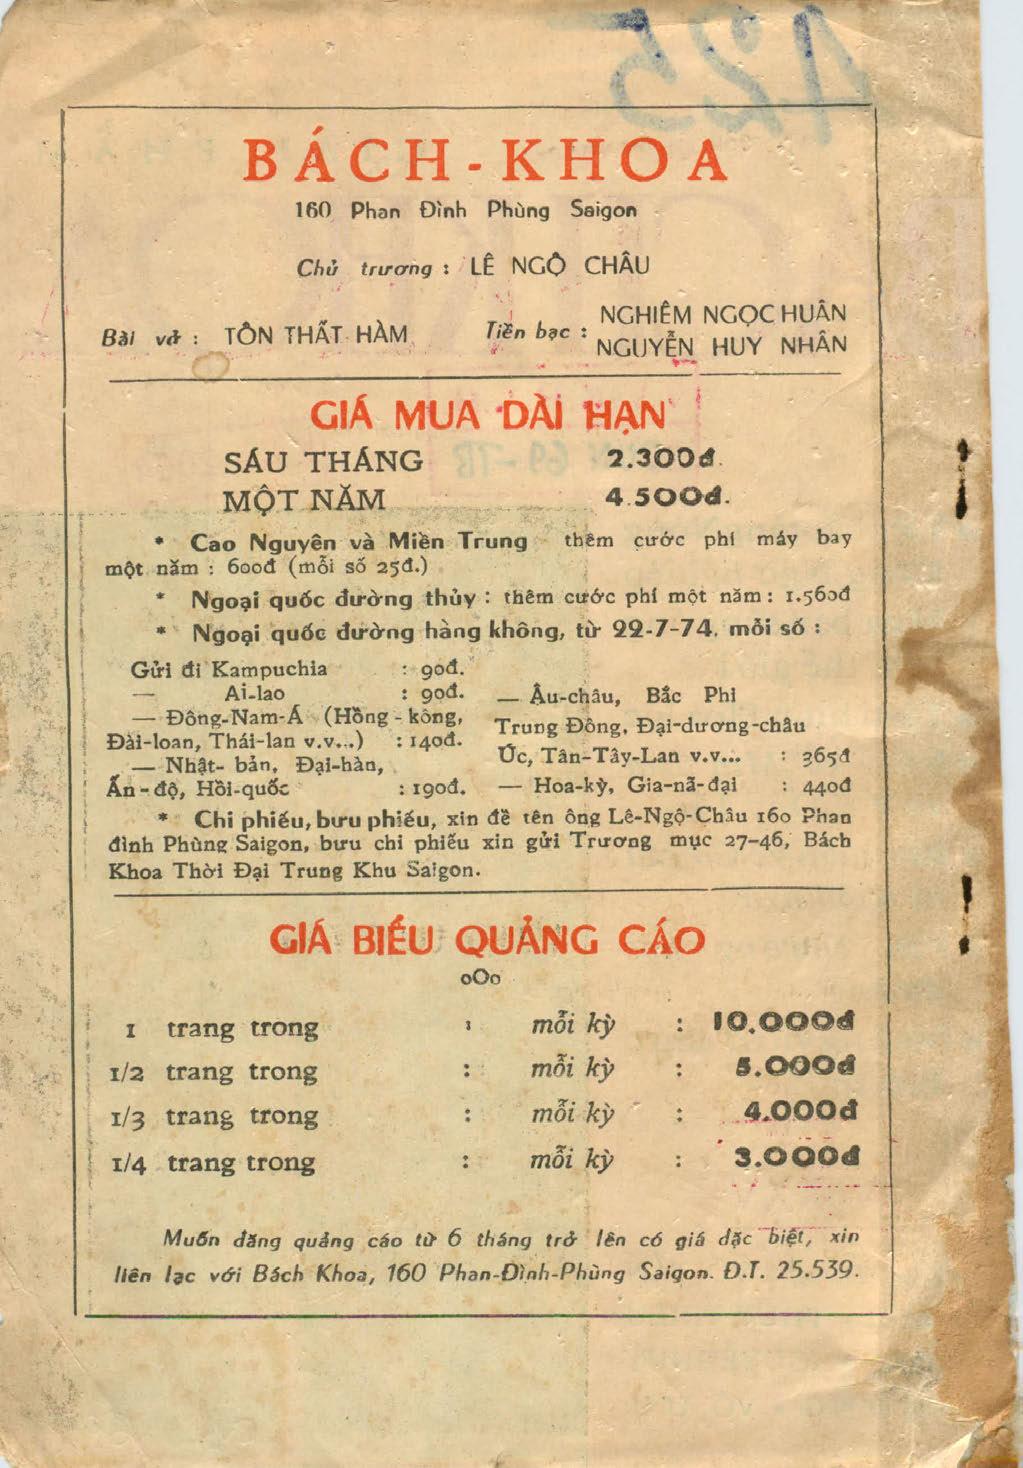 BÁCH-KHOA
160 Phan Đình Phùng Saigon
Chủ trương : LÊ NGỘ CHÂU
Bài vở : TÔN THẤT HÀM
Tiền bạc : NGHIÊM NGỌC HUÂN
NGUYỄN HUY NHÂN
GIÁ MUA DÀI HẠN
SÁU THÁNG 2.300đ.
MỘT NĂM 4.500đ.
* Cao Nguyên và Miền Trung thêm cước phí máy bay
một năm : 600đ (mỗi số 25đ.)
* Ngoại quốc đường thủy : thêm cước phí một năm : 1.560đ
* Ngoại quốc đường hàng không, từ 22-7-74, mỗi số :
Gửi đi Kampuchia : 90đ.
— Ai-lao : 90đ.
— Đông-Nam-Á (Hồng-kông,
Đài-loan, Thái-lan v.v...) : 140đ.
— Nhật-bản, Đại-hàn,
Ấn-độ, Hồi-quốc : 190đ.
— Âu-châu, Bắc Phi
Trung Đông, Đại-dương-châu
Úc, Tân-Tây-Lan v.v... : 365đ
— Hoa-kỳ, Gia-nã-đại : 440đ
* Chi phiếu, bưu phiếu, xin đề tên ông Lê-Ngộ-Châu 160 Phan
đình Phùng Saigon, bưu chi phiếu xin gửi Trương mục 27-46, Bách
Khoa Thời Đại Trung Khu Saigon.
GIÁ BIỂU QUẢNG CÁO
oOo
1 trang trong : mỗi kỳ : 10.000đ
1/2 trang trong : mỗi kỳ : 5.000đ
1/3 trang trong : mỗi kỳ : 4.000đ
1/4 trang trong : mỗi kỳ : 3.000đ
Muốn đăng quảng cáo từ 6 tháng trở lên có giá đặc biệt, xin
liên lạc với Bách Khoa, 160 Phan-Đình-Phùng Saigon. Đ.T. 25.539.